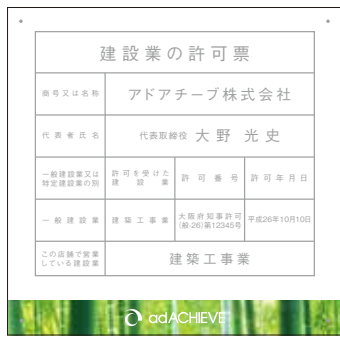 建設業の許可票
商号又は名称 アドアチーブ株式会社
代表者氏名 代表取締役 大野 光史
一般建設業又は
特定建設業の別
許可を受けた
建設業
許可番号
許可年月日
一般建設業
建築工事業
大阪府知事許可
(般-26)第12345号
平成26年10月10日
この店舗で営業
している建設業
建築工事業
adACHIEVE